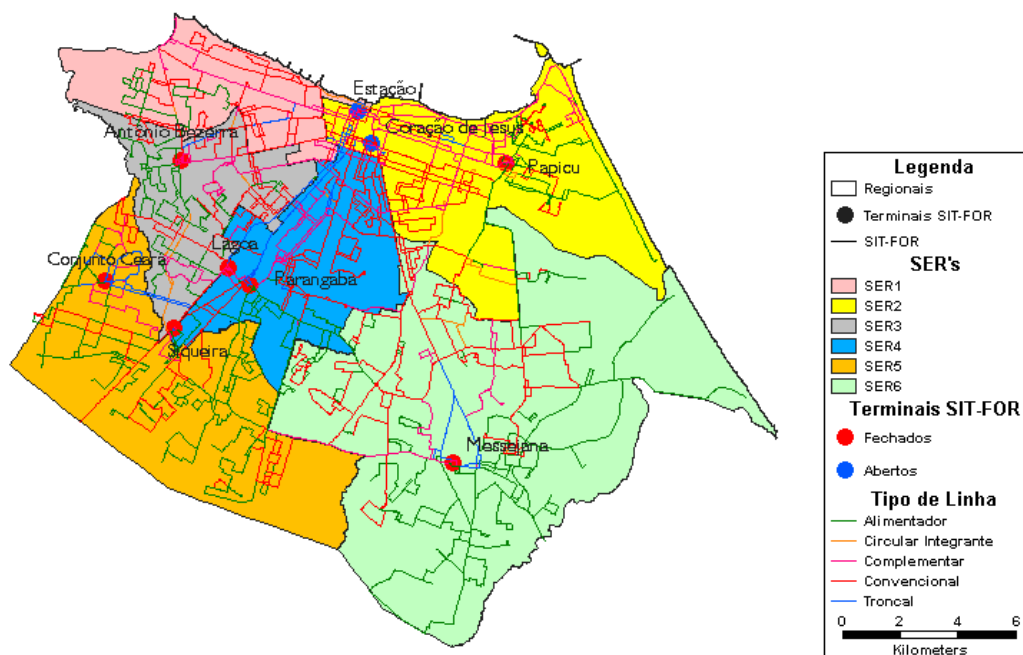 Estação
Coração de Jesus
Antônio Bezerra
Papicu
Lagoa
Conjunto Ceará
Parangaba
Siqueira
Messejana
Legenda
Regionais
Terminais SIT-FOR
SIT-FOR
SER's
SER1
SER2
SER3
SER4
SER5
SER6
Terminais SIT-FOR
Fechados
Abertos
Tipo de Linha
Alimentador
Circular Integrante
Complementar
Convencional
Troncal
0 2 4 6
Kilometers